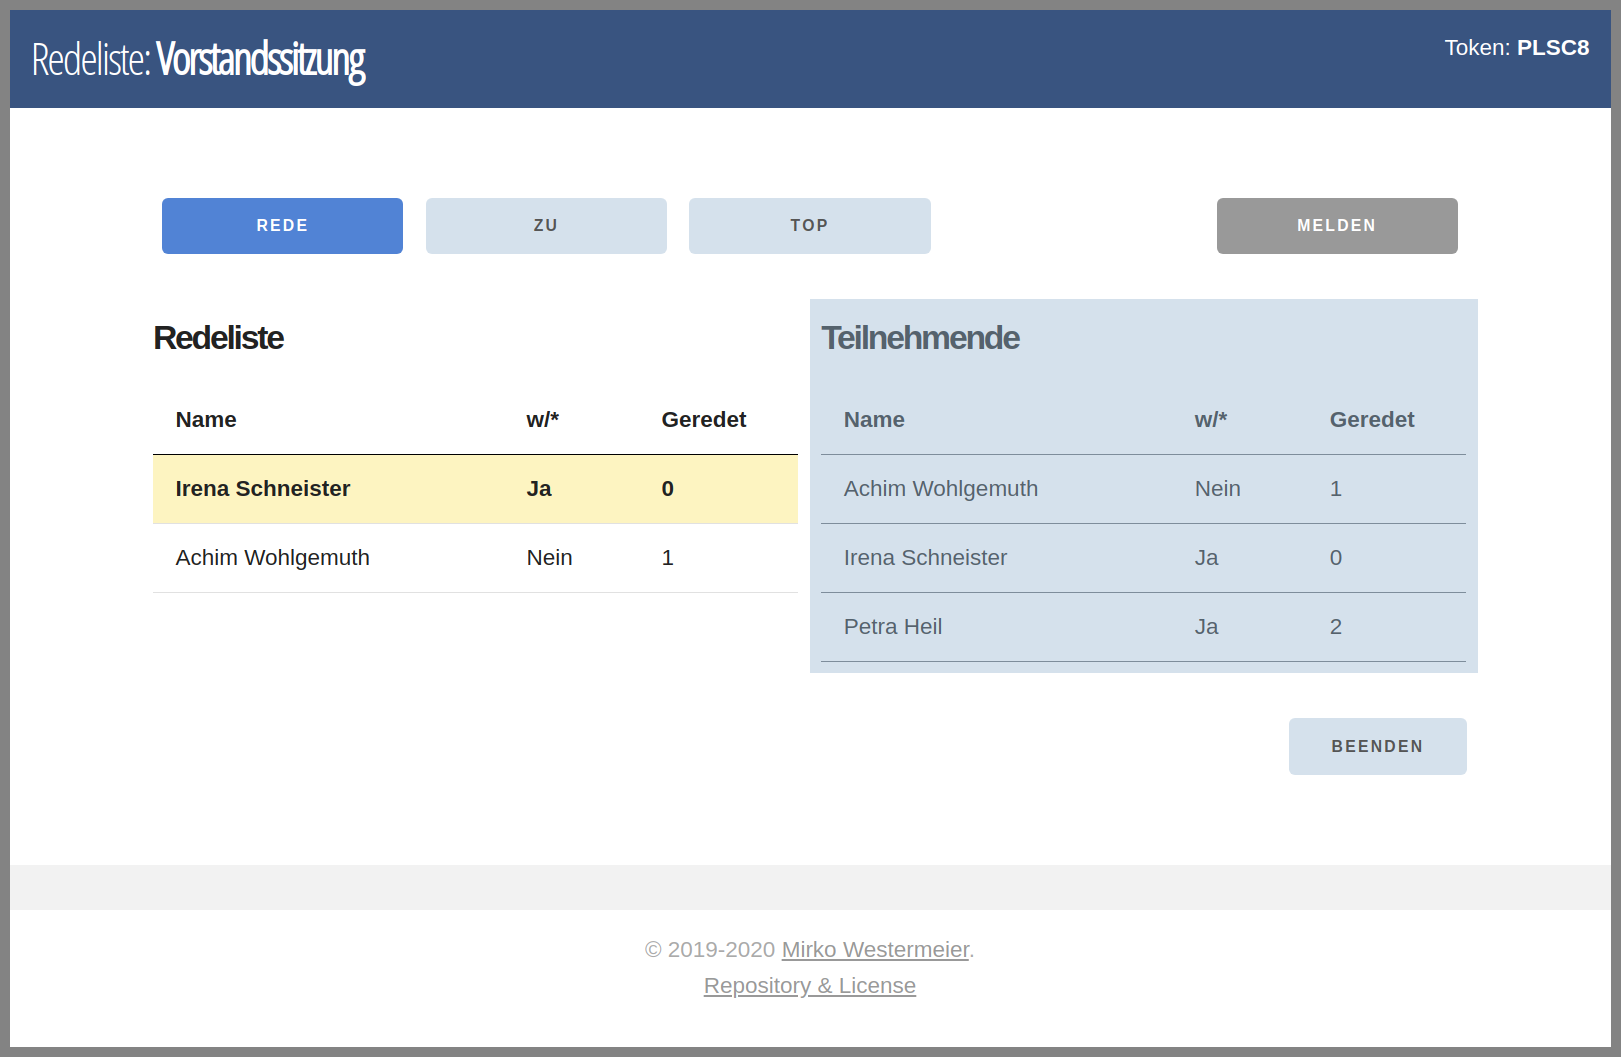 Redeliste: Vorstandssitzung
Token: PLSC8
REDE ZU TOP MELDEN
Redeliste
Name w/* Geredet
Irena Schneister Ja 0
Achim Wohlgemuth Nein 1
Teilnehmende
Name w/* Geredet
Achim Wohlgemuth Nein 1
Irena Schneister Ja 0
Petra Heil Ja 2
BEENDEN
© 2019-2020 Mirko Westermeier.
Repository & License